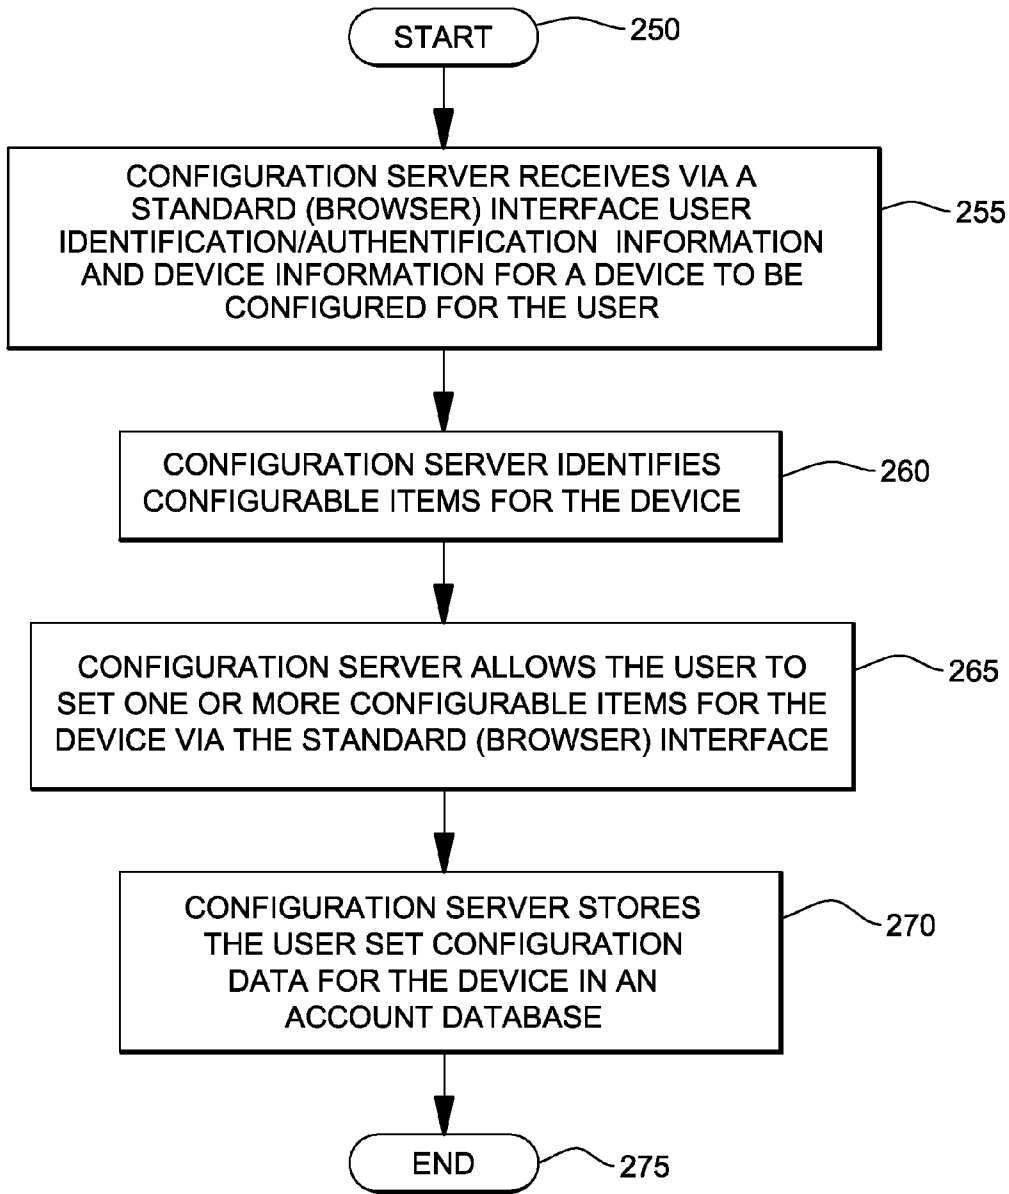 START
250
CONFIGURATION SERVER RECEIVES VIA A
STANDARD (BROWSER) INTERFACE USER
IDENTIFICATION/AUTHENTIFICATION INFORMATION
AND DEVICE INFORMATION FOR A DEVICE TO BE
CONFIGURED FOR THE USER
255
CONFIGURATION SERVER IDENTIFIES
CONFIGURABLE ITEMS FOR THE DEVICE
260
CONFIGURATION SERVER ALLOWS THE USER TO
SET ONE OR MORE CONFIGURABLE ITEMS FOR THE
DEVICE VIA THE STANDARD (BROWSER) INTERFACE
265
CONFIGURATION SERVER STORES
THE USER SET CONFIGURATION
DATA FOR THE DEVICE IN AN
ACCOUNT DATABASE
270
END
275